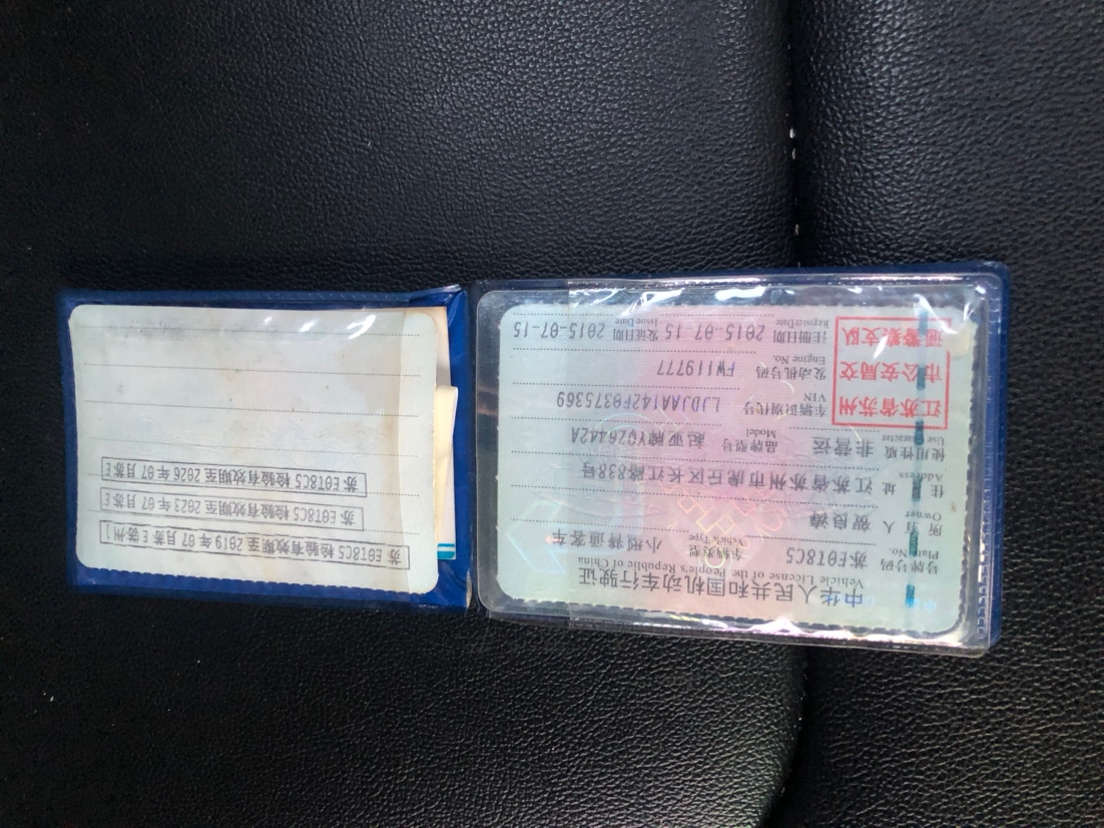 中华人民共和国机动车行驶证
Vehicle License of the People's Republic of China
号牌号码 苏E0T8C5 车辆类型 小型普通客车
Plate No. Vehicle Type
所有人 贺良涛
Owner
住址 江苏省苏州市虎丘区长江路838号
Address
使用性质 非营运 品牌型号 起亚牌YQZ6442A
Use Character Model
江苏省苏州
市公安局交
通警察支队
车辆识别代号 LJDJAA142F0375369
VIN
发动机号码 FW119777
Engine No.
注册日期 2015-07-15 发证日期 2015-07-15
Register Date Issue Date
苏E0T8C5 检验有效期至2019年07月苏E(苏州)
苏E0T8C5 检验有效期至2023年07月苏E
苏E0T8C5 检验有效期至2026年07月苏E